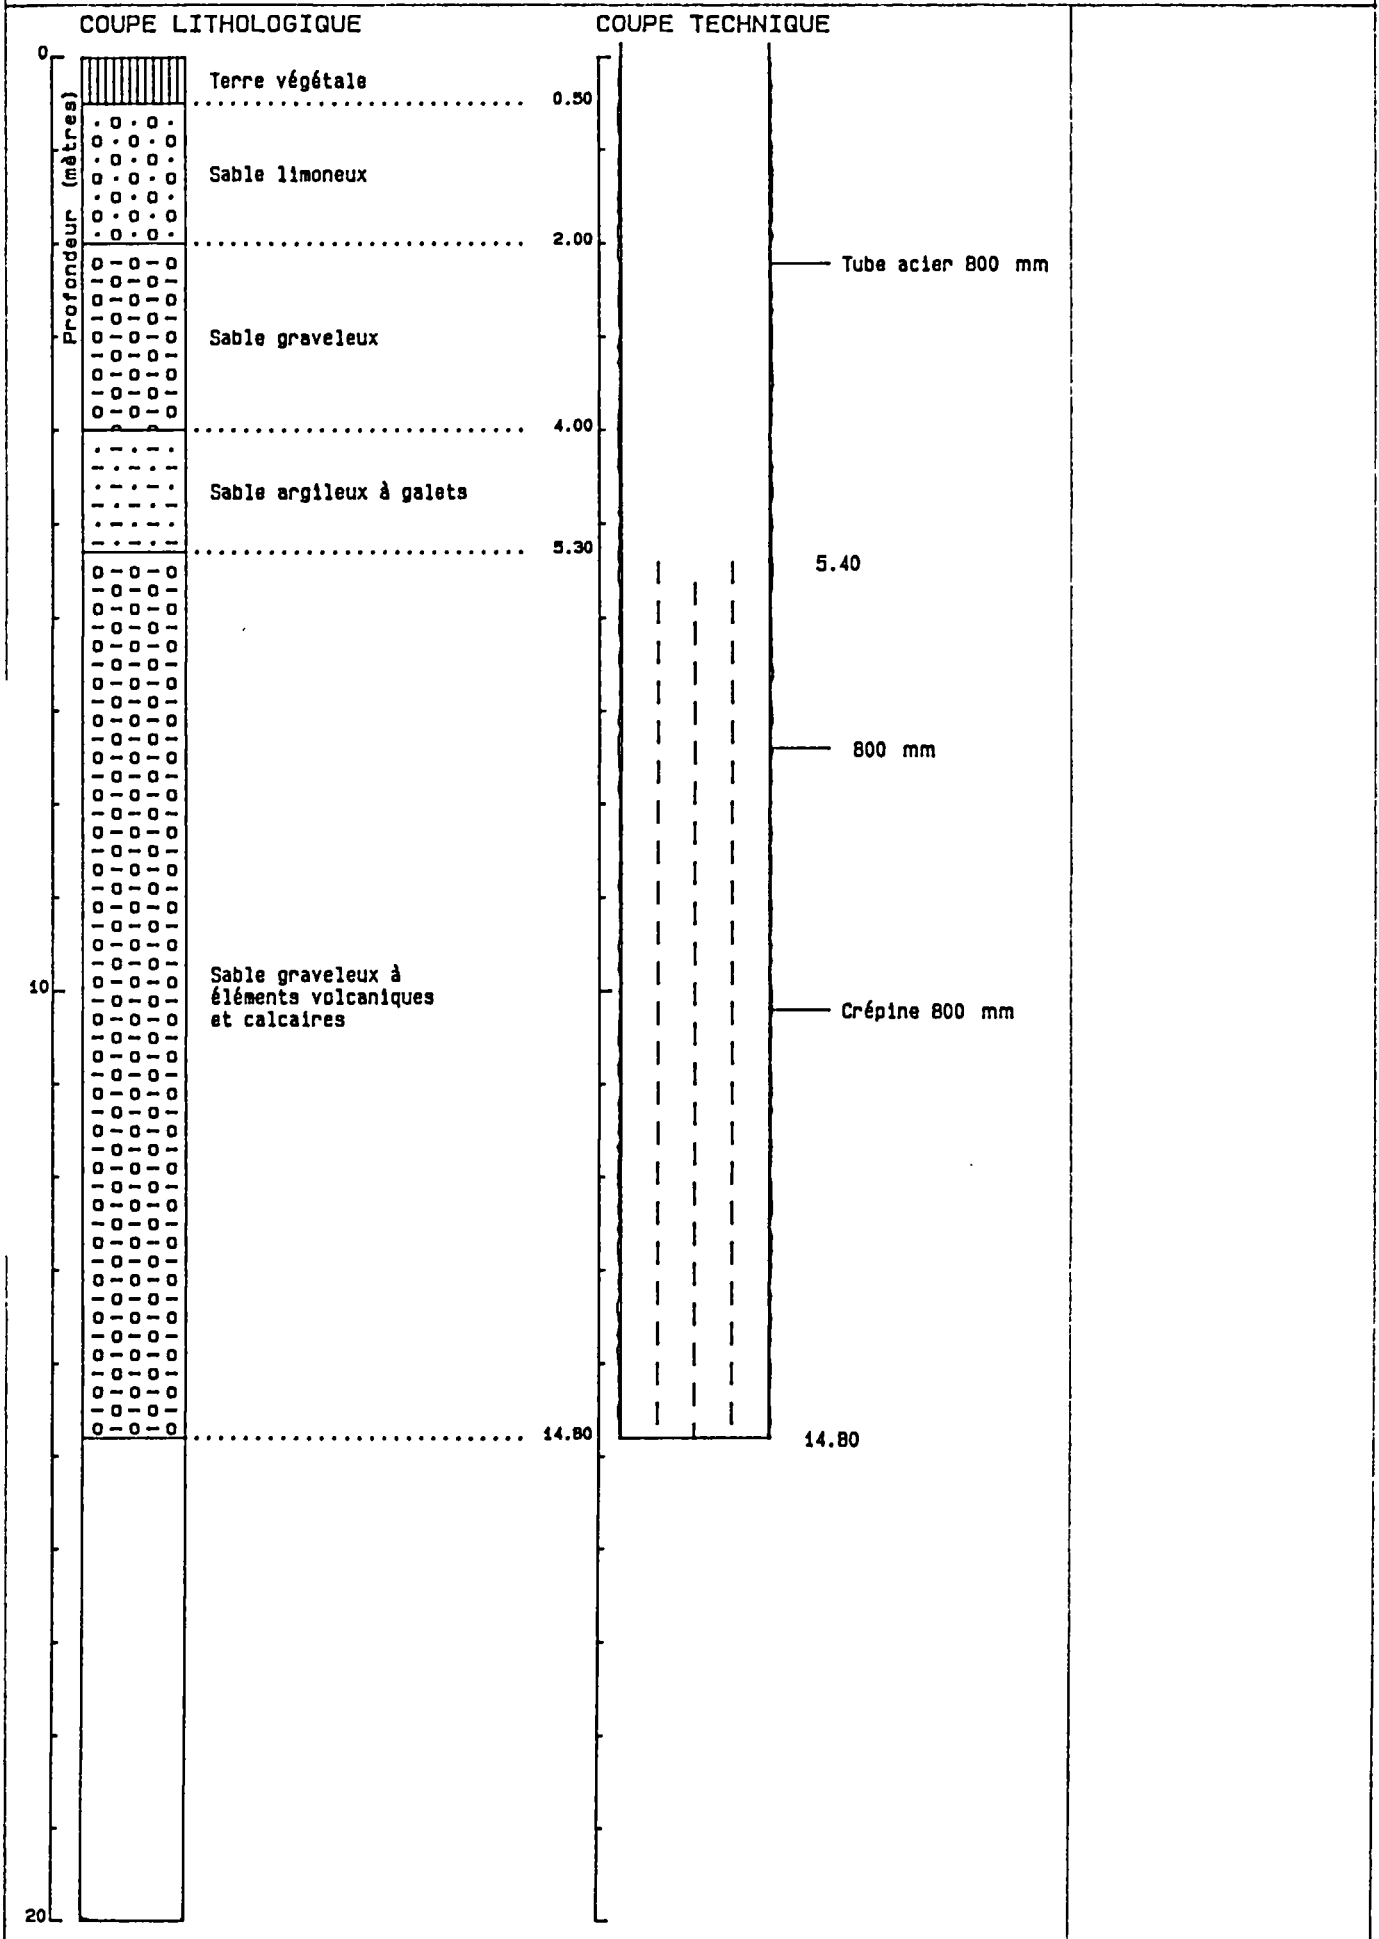 COUPE LITHOLOGIQUE
COUPE TECHNIQUE
0
Profondeur (mètres)
Terre végétale
0.50
Sable limoneux
2.00
Tube acier 800 mm
Sable graveleux
4.00
Sable argileux à galets
5.30
5.40
800 mm
10
Sable graveleux à
éléments volcaniques
et calcaires
Crépine 800 mm
14.80
14.80
20